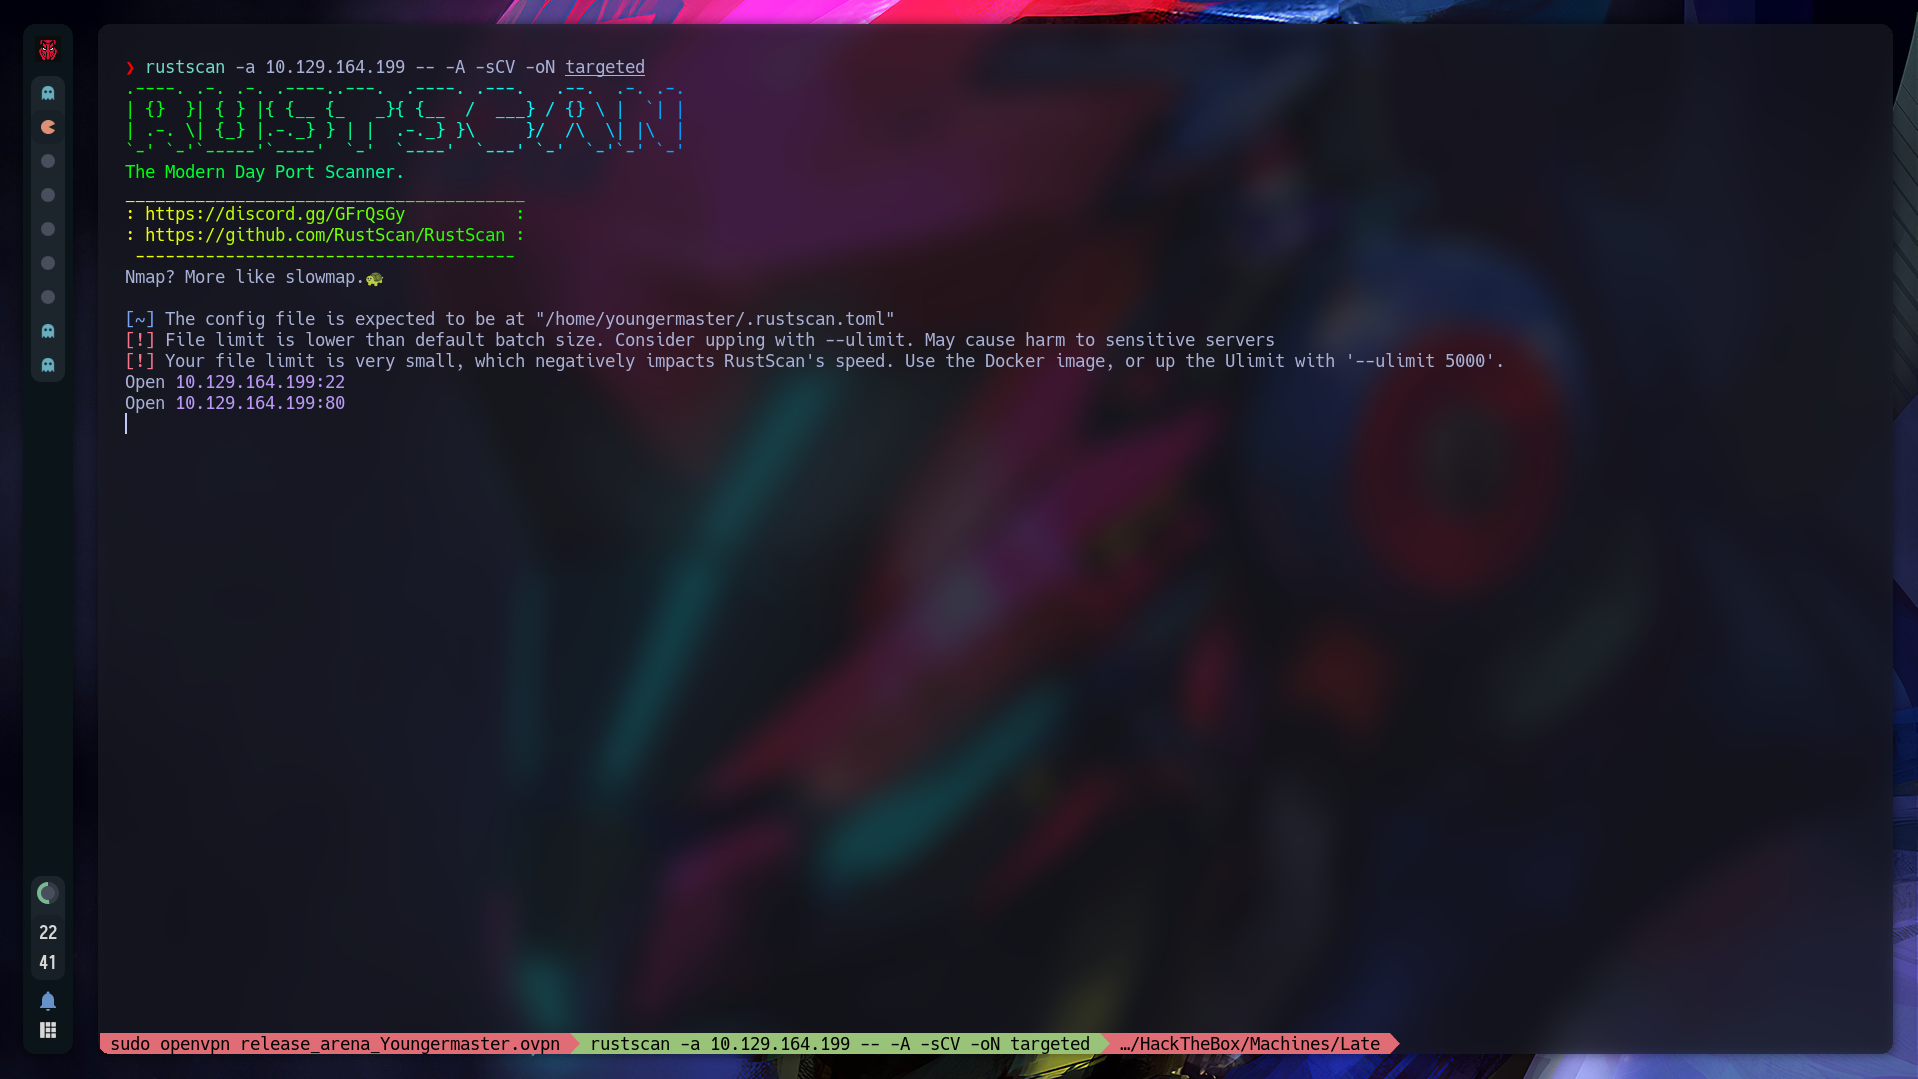 ❯ rustscan -a 10.129.164.199 -- -A -sCV -oN targeted
.----. .-. .-. .----..---.  .----. .---.   .--.  .-. .-.
| {}  }| { } |{ {__ {_   _}{ {__  /  ___} / {} \ |  `| |
| .-. \| {_} |.-._} } | |  .-._} }\     }/  /\  \| |\  |
`-' `-'`-----'`----'  `-'  `----'  `---' `-'  `-'`-' `-'
The Modern Day Port Scanner.
________________________________________
: https://discord.gg/GFrQsGy           :
: https://github.com/RustScan/RustScan :
 --------------------------------------
Nmap? More like slowmap.🐢
[~] The config file is expected to be at "/home/youngermaster/.rustscan.toml"
[!] File limit is lower than default batch size. Consider upping with --ulimit. May cause harm to sensitive servers
[!] Your file limit is very small, which negatively impacts RustScan's speed. Use the Docker image, or up the Ulimit with '--ulimit 5000'.
Open 10.129.164.199:22
Open 10.129.164.199:80
22
41
sudo openvpn release_arena_Youngermaster.ovpn  rustscan -a 10.129.164.199 -- -A -sCV -oN targeted  …/HackTheBox/Machines/Late